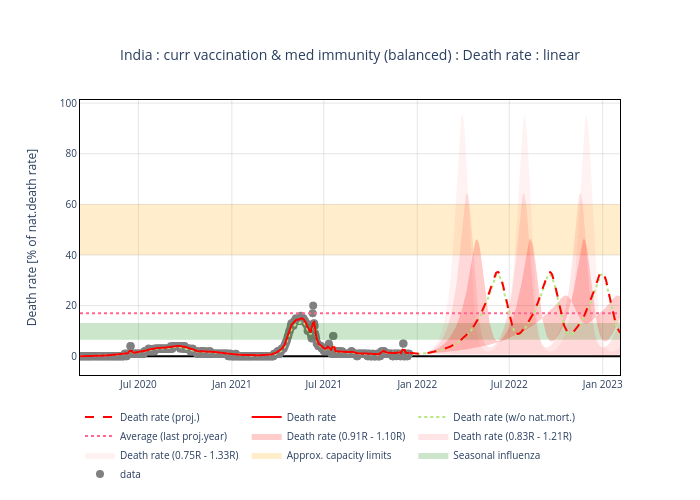 India : curr vaccination & med immunity (balanced) : Death rate : linear
Death rate [% of nat.death rate]
100
80
60
40
20
0
Jul 2020
Jan 2021
Jul 2021
Jan 2022
Jul 2022
Jan 2023
Death rate (proj.)
Death rate
Death rate (w/o nat.mort.)
Average (last proj.year)
Death rate (0.91R - 1.10R)
Death rate (0.83R - 1.21R)
Death rate (0.75R - 1.33R)
Approx. capacity limits
Seasonal influenza
data